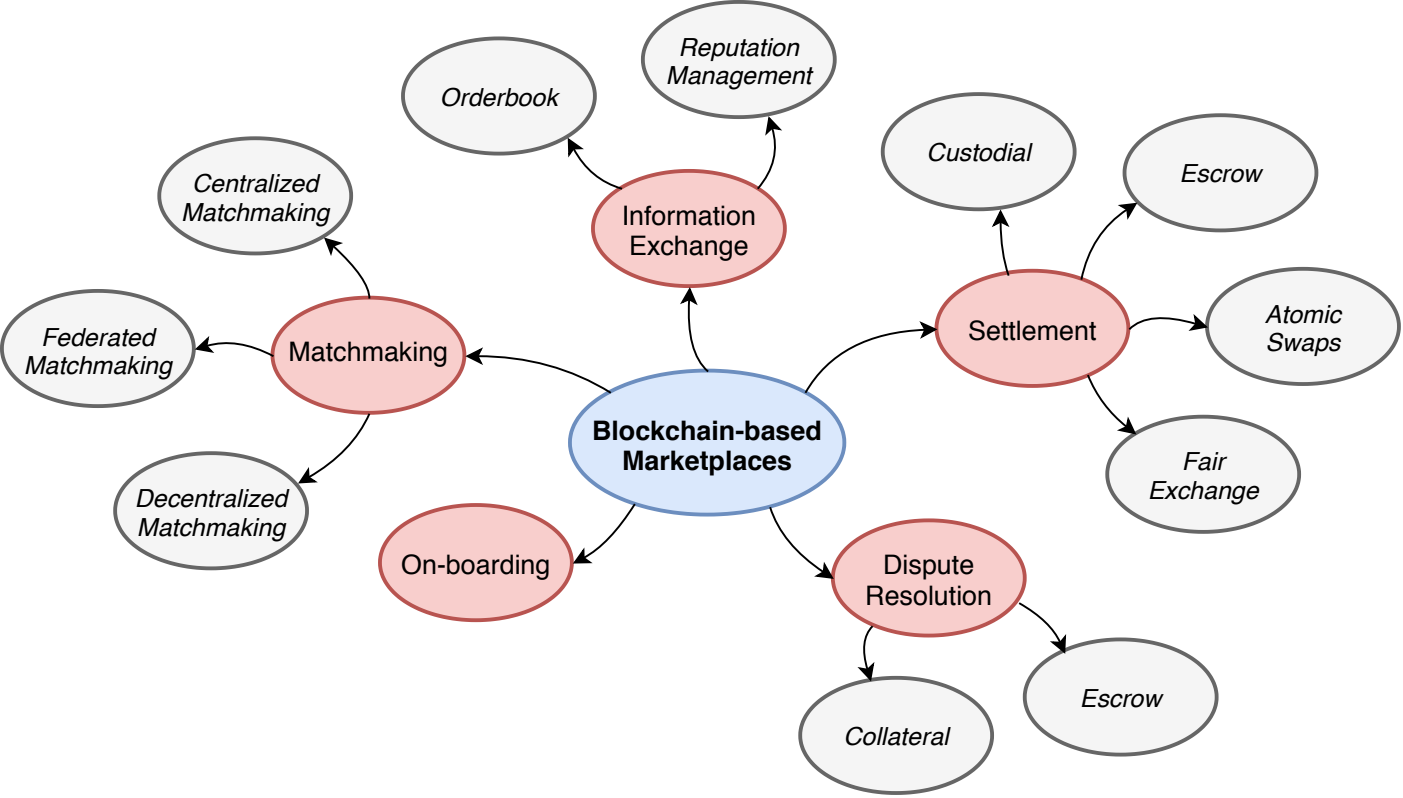 Reputation
Management
Orderbook
Custodial
Escrow
Centralized
Matchmaking
Information
Exchange
Federated
Matchmaking
Matchmaking
Settlement
Atomic
Swaps
Blockchain-based
Marketplaces
Fair
Exchange
Decentralized
Matchmaking
On-boarding
Dispute
Resolution
Escrow
Collateral